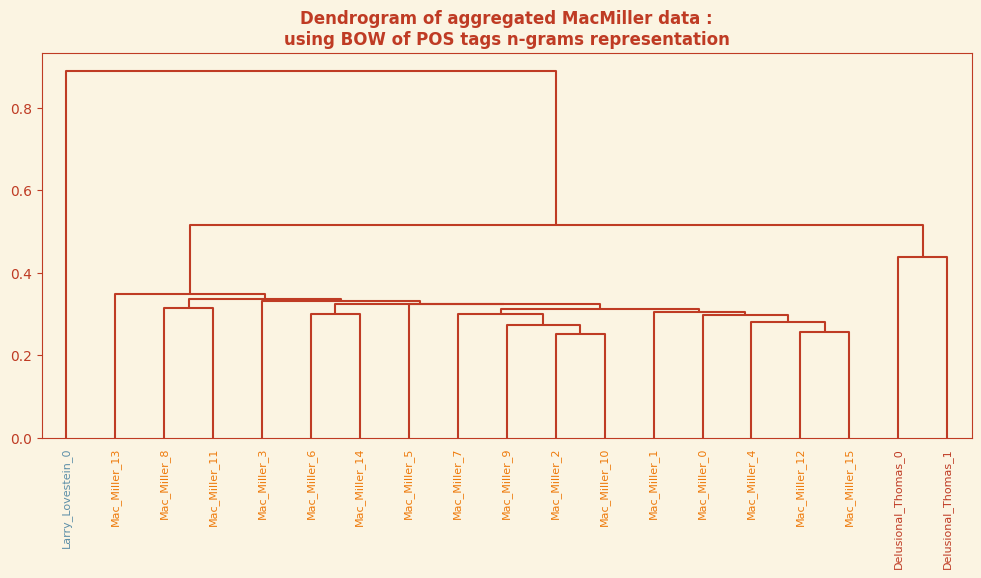 Dendrogram of aggregated MacMiller data :
using BOW of POS tags n-grams representation
0.8
0.6
0.4
0.2
0.0
Larry_Lovestein_0
Mac_Miller_13
Mac_Miller_8
Mac_Miller_11
Mac_Miller_3
Mac_Miller_6
Mac_Miller_14
Mac_Miller_5
Mac_Miller_7
Mac_Miller_9
Mac_Miller_2
Mac_Miller_10
Mac_Miller_1
Mac_Miller_0
Mac_Miller_4
Mac_Miller_12
Mac_Miller_15
Delusional_Thomas_0
Delusional_Thomas_1